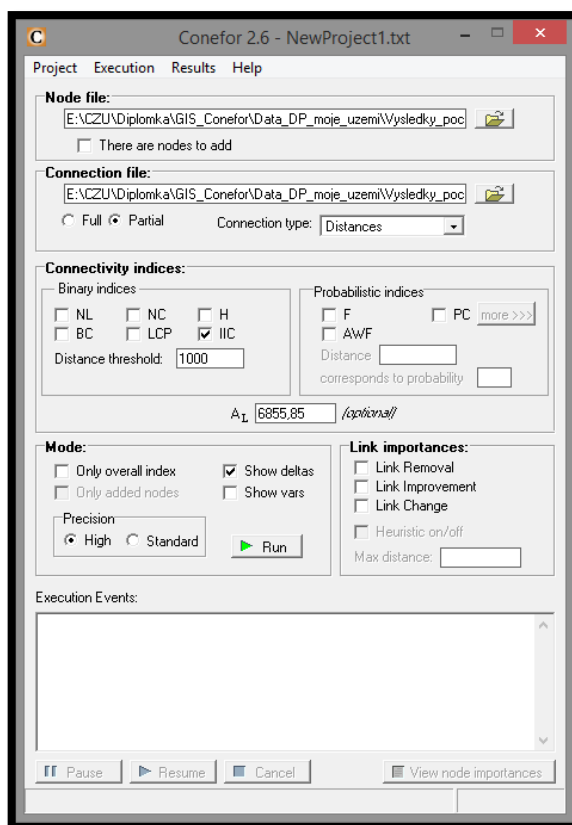 C Conefor 2.6 - NewProject1.txt
Project Execution Results Help
Node file:
E:\CZU\Diplomka\GIS_Conefor\Data_DP_moje_uzemi\Vysledky_poc
There are nodes to add
Connection file:
E:\CZU\Diplomka\GIS_Conefor\Data_DP_moje_uzemi\Vysledky_poc
Full Partial Connection type: Distances
Connectivity indices:
Binary indices
NL NC H
BC LCP IIC
Distance threshold: 1000
Probabilistic indices
F PC more >>>
AWF
Distance
corresponds to probability
AL 6855,85 (optional)
Mode:
Only overall index Show deltas
Only added nodes Show vars
Precision
High Standard
Run
Link importances:
Link Removal
Link Improvement
Link Change
Heuristic on/off
Max distance:
Execution Events:
Pause Resume Cancel View node importances